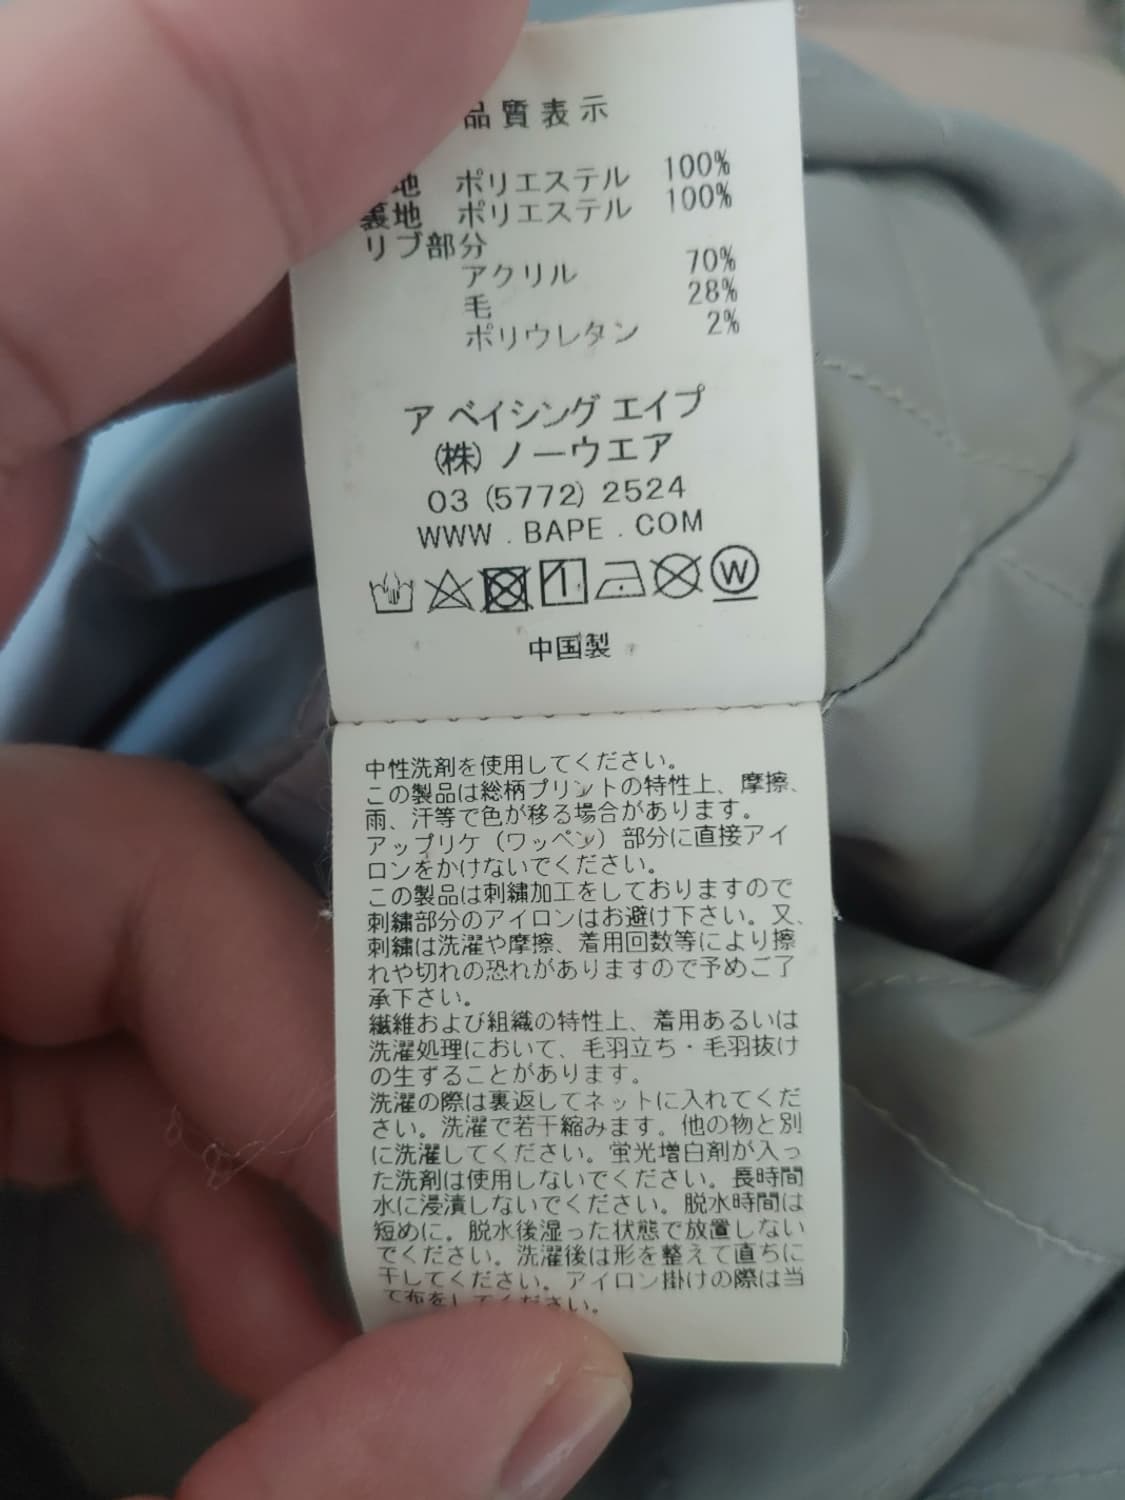 品質表示
地 ポリエステル 100%
裏地 ポリエステル 100%
リブ部分
アクリル 70%
毛 28%
ポリウレタン 2%
ア ベイシング エイプ
(株) ノーウエア
03 (5772) 2524
WWW . BAPE . COM
W
中国製
中性洗剤を使用してください。
この製品は総柄プリントの特性上、摩擦、
雨、汗等で色が移る場合があります。
アップリケ（ワッペン）部分に直接アイ
ロンをかけないでください。
この製品は刺繍加工をしておりますので
刺繍部分のアイロンはお避け下さい。又、
刺繍は洗濯や摩擦、着用回数等により擦
れや切れの恐れがありますので予めご了
承下さい。
繊維および組織の特性上、着用あるいは
洗濯処理において、毛羽立ち・毛羽抜け
の生ずることがあります。
洗濯の際は裏返してネットに入れてくだ
さい。洗濯で若干縮みます。他の物と別
に洗濯してください。蛍光増白剤が入っ
た洗剤は使用しないでください。長時間
水に浸漬しないでください。脱水時間は
短めに。脱水後湿った状態で放置しない
でください。洗濯後は形を整えて直ちに
干してください。アイロン掛けの際は当
て布をしてください。